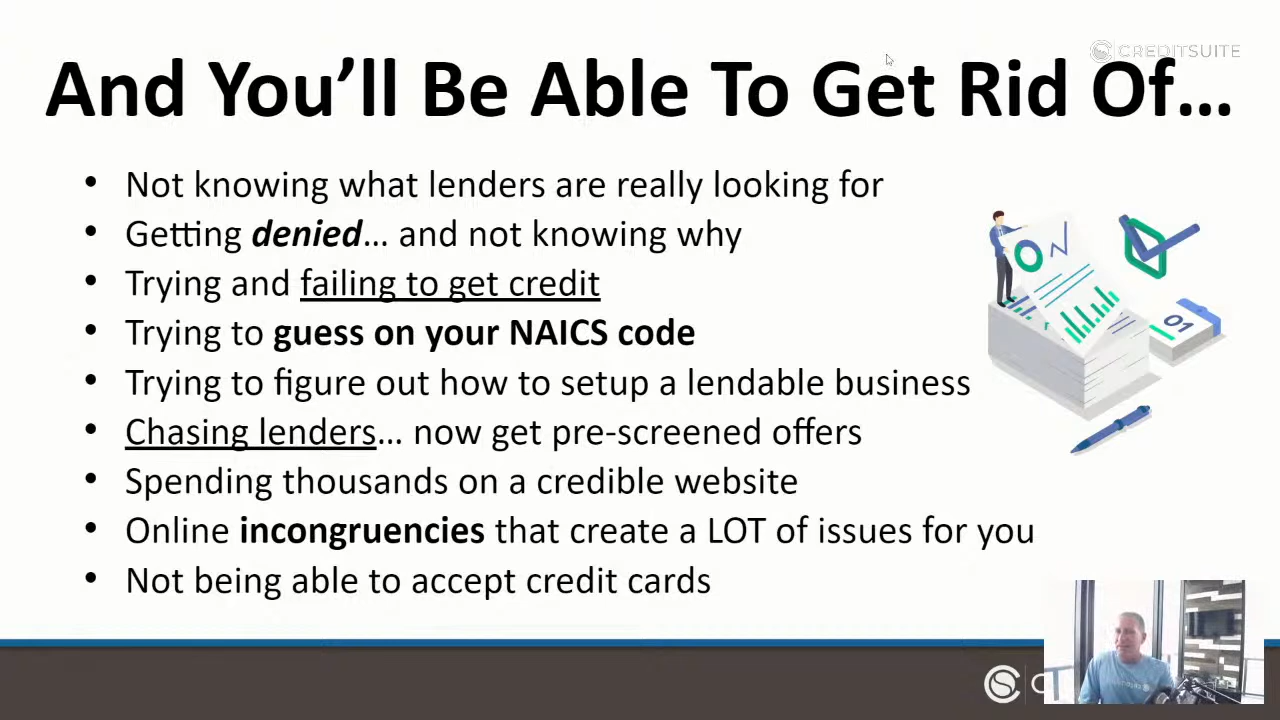 CREDITSUITE
And You'll Be Able To Get Rid Of...
• Not knowing what lenders are really looking for
• Getting denied... and not knowing why
• Trying and failing to get credit
• Trying to guess on your NAICS code
• Trying to figure out how to setup a lendable business
• Chasing lenders... now get pre-screened offers
• Spending thousands on a credible website
• Online incongruencies that create a LOT of issues for you
• Not being able to accept credit cards
01